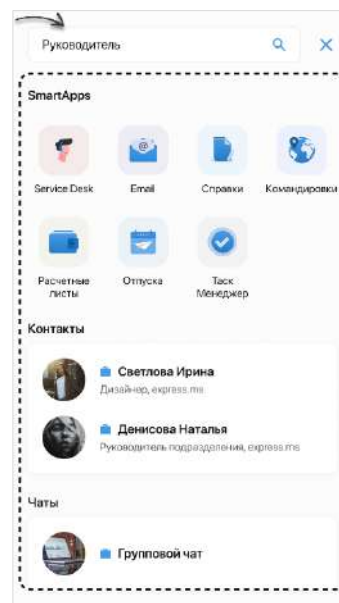 Руководитель
SmartApps
Service Desk
Email
Справки
Командировки
Расчетные листы
Отпуска
Таск Менеджер
Контакты
Светлова Ирина
Дизайнер, express.ms
Денисова Наталья
Руководитель подразделения, express.ms
Чаты
Групповой чат